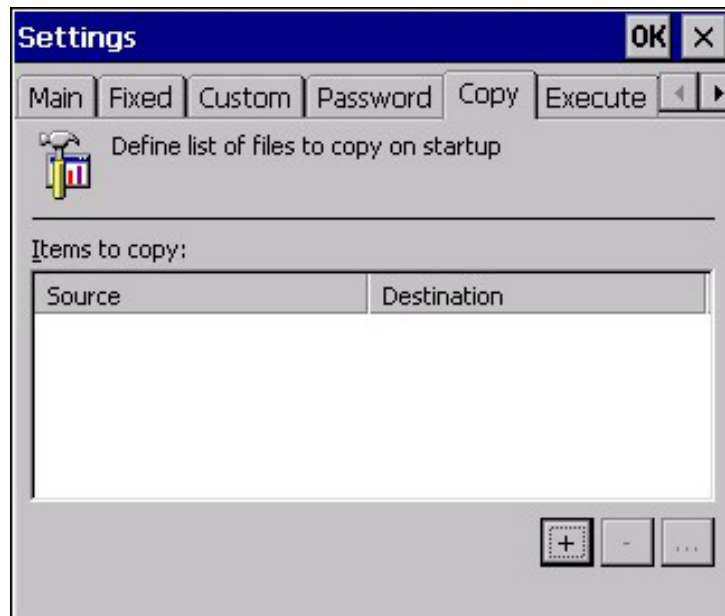 Settings OK ×
Main Fixed Custom Password Copy Execute
Define list of files to copy on startup
Items to copy:
Source Destination
+ - ...